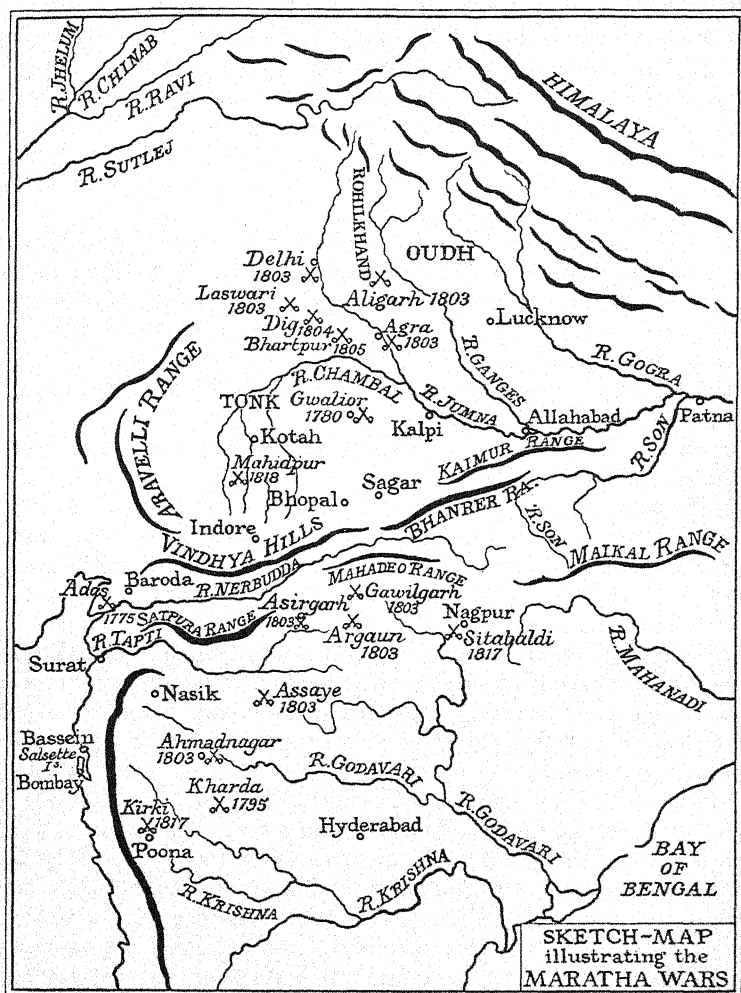 R. JHELUM
R. CHINAB
R. RAVI
R. SUTLEJ
HIMALAYA
ROHILKHAND
OUDH
Delhi
1803
Aligarh 1803
Laswari
1803
Dig 1804
Bhartpur 1805
Agra
1803
Lucknow
R. GOGRA
R. GANGES
R. CHAMBAL
R. JUMNA
ARAVELLI RANGE
TONK
Gwalior
1780
Kalpi
Allahabad
Patna
Kotah
KAIMUR RANGE
R. SON
Mahidpur
1818
Sagar
Bhopal
BHANRER RA.
R. SON
Indore
VINDHYA HILLS
MAIKAL RANGE
Baroda
R. NERBUDDA
MAHADEO RANGE
Adas
1775
SATPURA RANGE
Asirgarh
1803
Gawilgarh
1803
Argaun
1803
Nagpur
Sitabaldi
1817
R. TAPTI
Surat
R. MAHANADI
Nasik
Assaye
1803
Bassein
Salsette
Is.
Bombay
Ahmadnagar
1803
R. GODAVARI
Kharda
1795
R. GODAVARI
Kirki
1817
Poona
Hyderabad
R. KRISHNA
R. KRISHNA
BAY
OF
BENGAL
SKETCH-MAP
illustrating the
MARATHA WARS